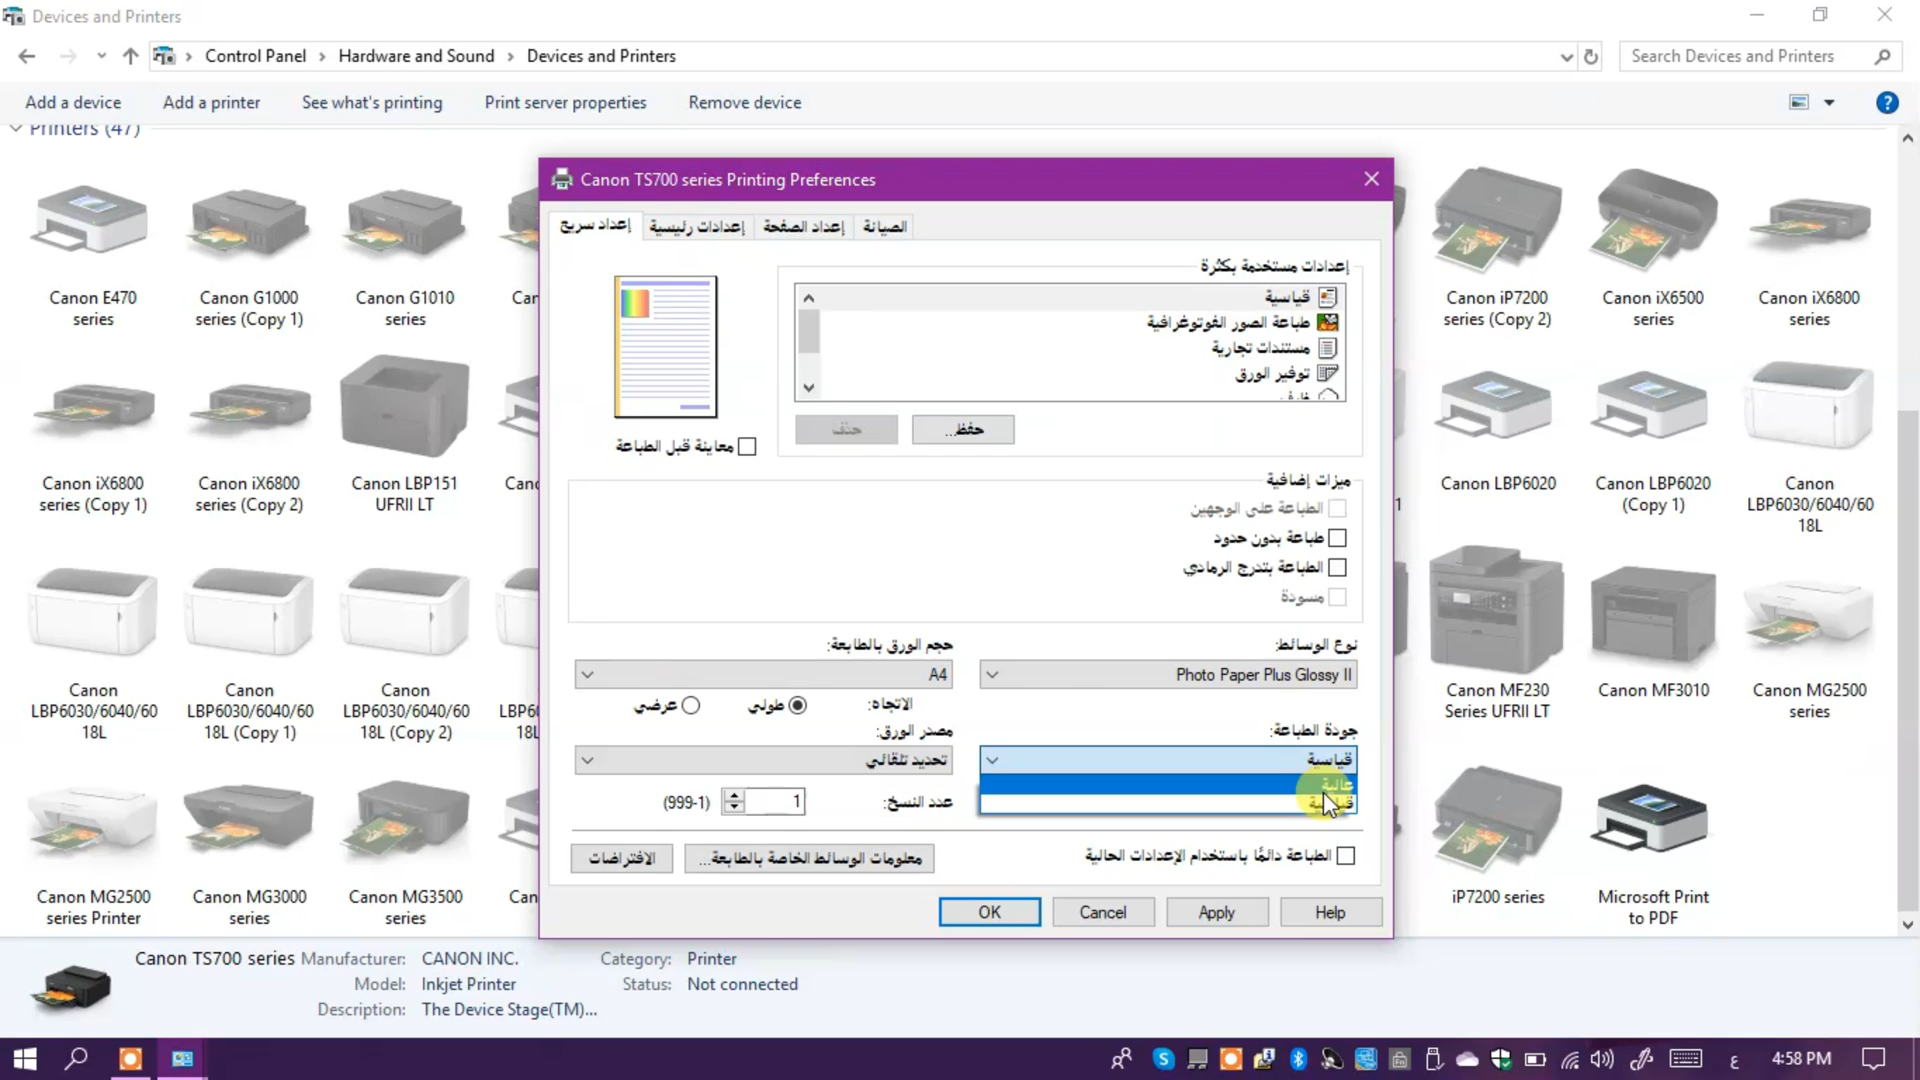 Devices and Printers
Control Panel › Hardware and Sound › Devices and Printers
Search Devices and Printers
Add a device
Add a printer
See what's printing
Print server properties
Remove device
Printers (47)
Canon E470
series
Canon G1000
series (Copy 1)
Canon G1010
series
Canon iP7200
series (Copy 2)
Canon iX6500
series
Canon iX6800
series
Canon iX6800
series (Copy 1)
Canon iX6800
series (Copy 2)
Canon LBP151
UFRII LT
Canon LBP6020
Canon LBP6020
(Copy 1)
Canon
LBP6030/6040/60
18L
Canon
LBP6030/6040/60
18L
Canon
LBP6030/6040/60
18L (Copy 1)
Canon
LBP6030/6040/60
18L (Copy 2)
Canon MF230
Series UFRII LT
Canon MF3010
Canon MG2500
series
Canon MG2500
series Printer
Canon MG3000
series
Canon MG3500
series
iP7200 series
Microsoft Print
to PDF
Canon TS700 series Printing Preferences
إعداد سريع
إعدادات رئيسية
إعداد الصفحة
الصيانة
إعدادات مستخدمة بكثرة
قياسية
طباعة الصور الفوتوغرافية
مستندات تجارية
توفير الورق
حفظ...
حذف
معاينة قبل الطباعة
ميزات إضافية
الطباعة على الوجهين
طباعة بدون حدود
الطباعة بتدرج الرمادي
مسودة
نوع الوسائط:
Photo Paper Plus Glossy II
حجم الورق بالطابعة:
A4
الاتجاه:
طولي
عرضي
جودة الطباعة:
قياسية
عالية
مصدر الورق:
تحديد تلقائي
عدد النسخ:
1
(1-999)
الطباعة دائمًا باستخدام الإعدادات الحالية
معلومات الوسائط الخاصة بالطابعة...
الافتراضات
OK
Cancel
Apply
Help
Canon TS700 series
Manufacturer: CANON INC.
Model: Inkjet Printer
Description: The Device Stage(TM)...
Category: Printer
Status: Not connected
ع
4:58 PM